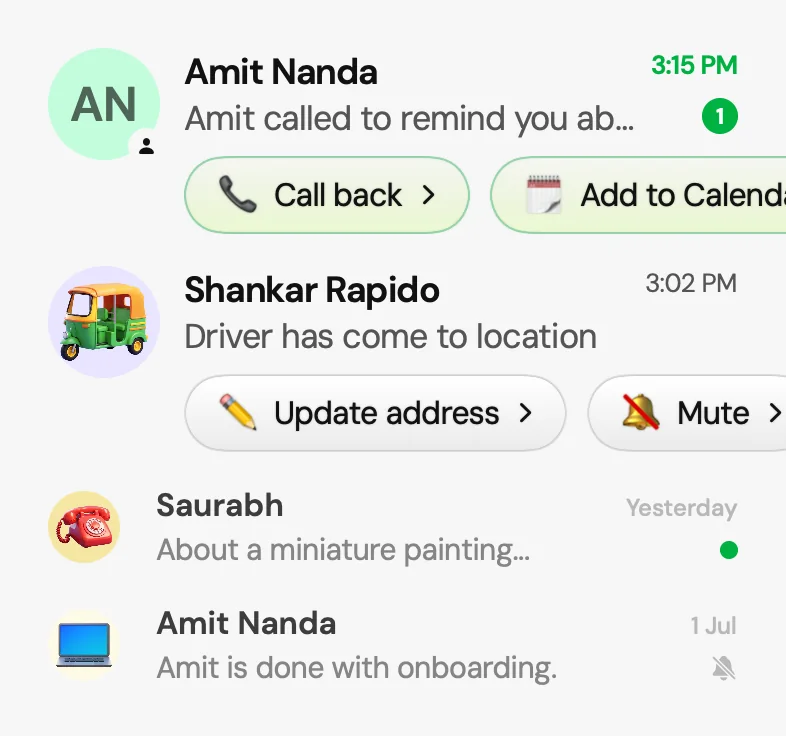 AN
Amit Nanda
3:15 PM
Amit called to remind you ab...
1
Call back
Add to Calenda
Shankar Rapido
3:02 PM
Driver has come to location
Update address
Mute
Saurabh
Yesterday
About a miniature painting...
Amit Nanda
1 Jul
Amit is done with onboarding.